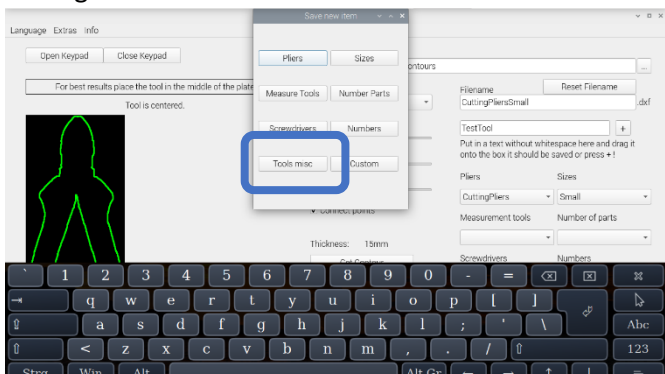 Save new item
Language Extras Info
Open Keypad Close Keypad
Pliers Sizes
ontours ...
For best results place the tool in the middle of the plate
Measure Tools Number Parts
Filename Reset Filename
Tool is centered.
CuttingPliersSmall .dxf
Screwdrivers Numbers
TestTool +
Put in a text without whitespace here and drag it
onto the box it should be saved or press + !
Tools misc Custom
Pliers Sizes
CuttingPliers Small
Connect points
Measurement tools Number of parts
Thickness: 15mm
Get Contour
Screwdrivers Numbers
` 1 2 3 4 5 6 7 8 9 0 - =
q w e r t y u i o p [ ]
a s d f g h j k l ; ' \ Abc
< z x c v b n m , . / 123
Strg Win Alt Alt Gr